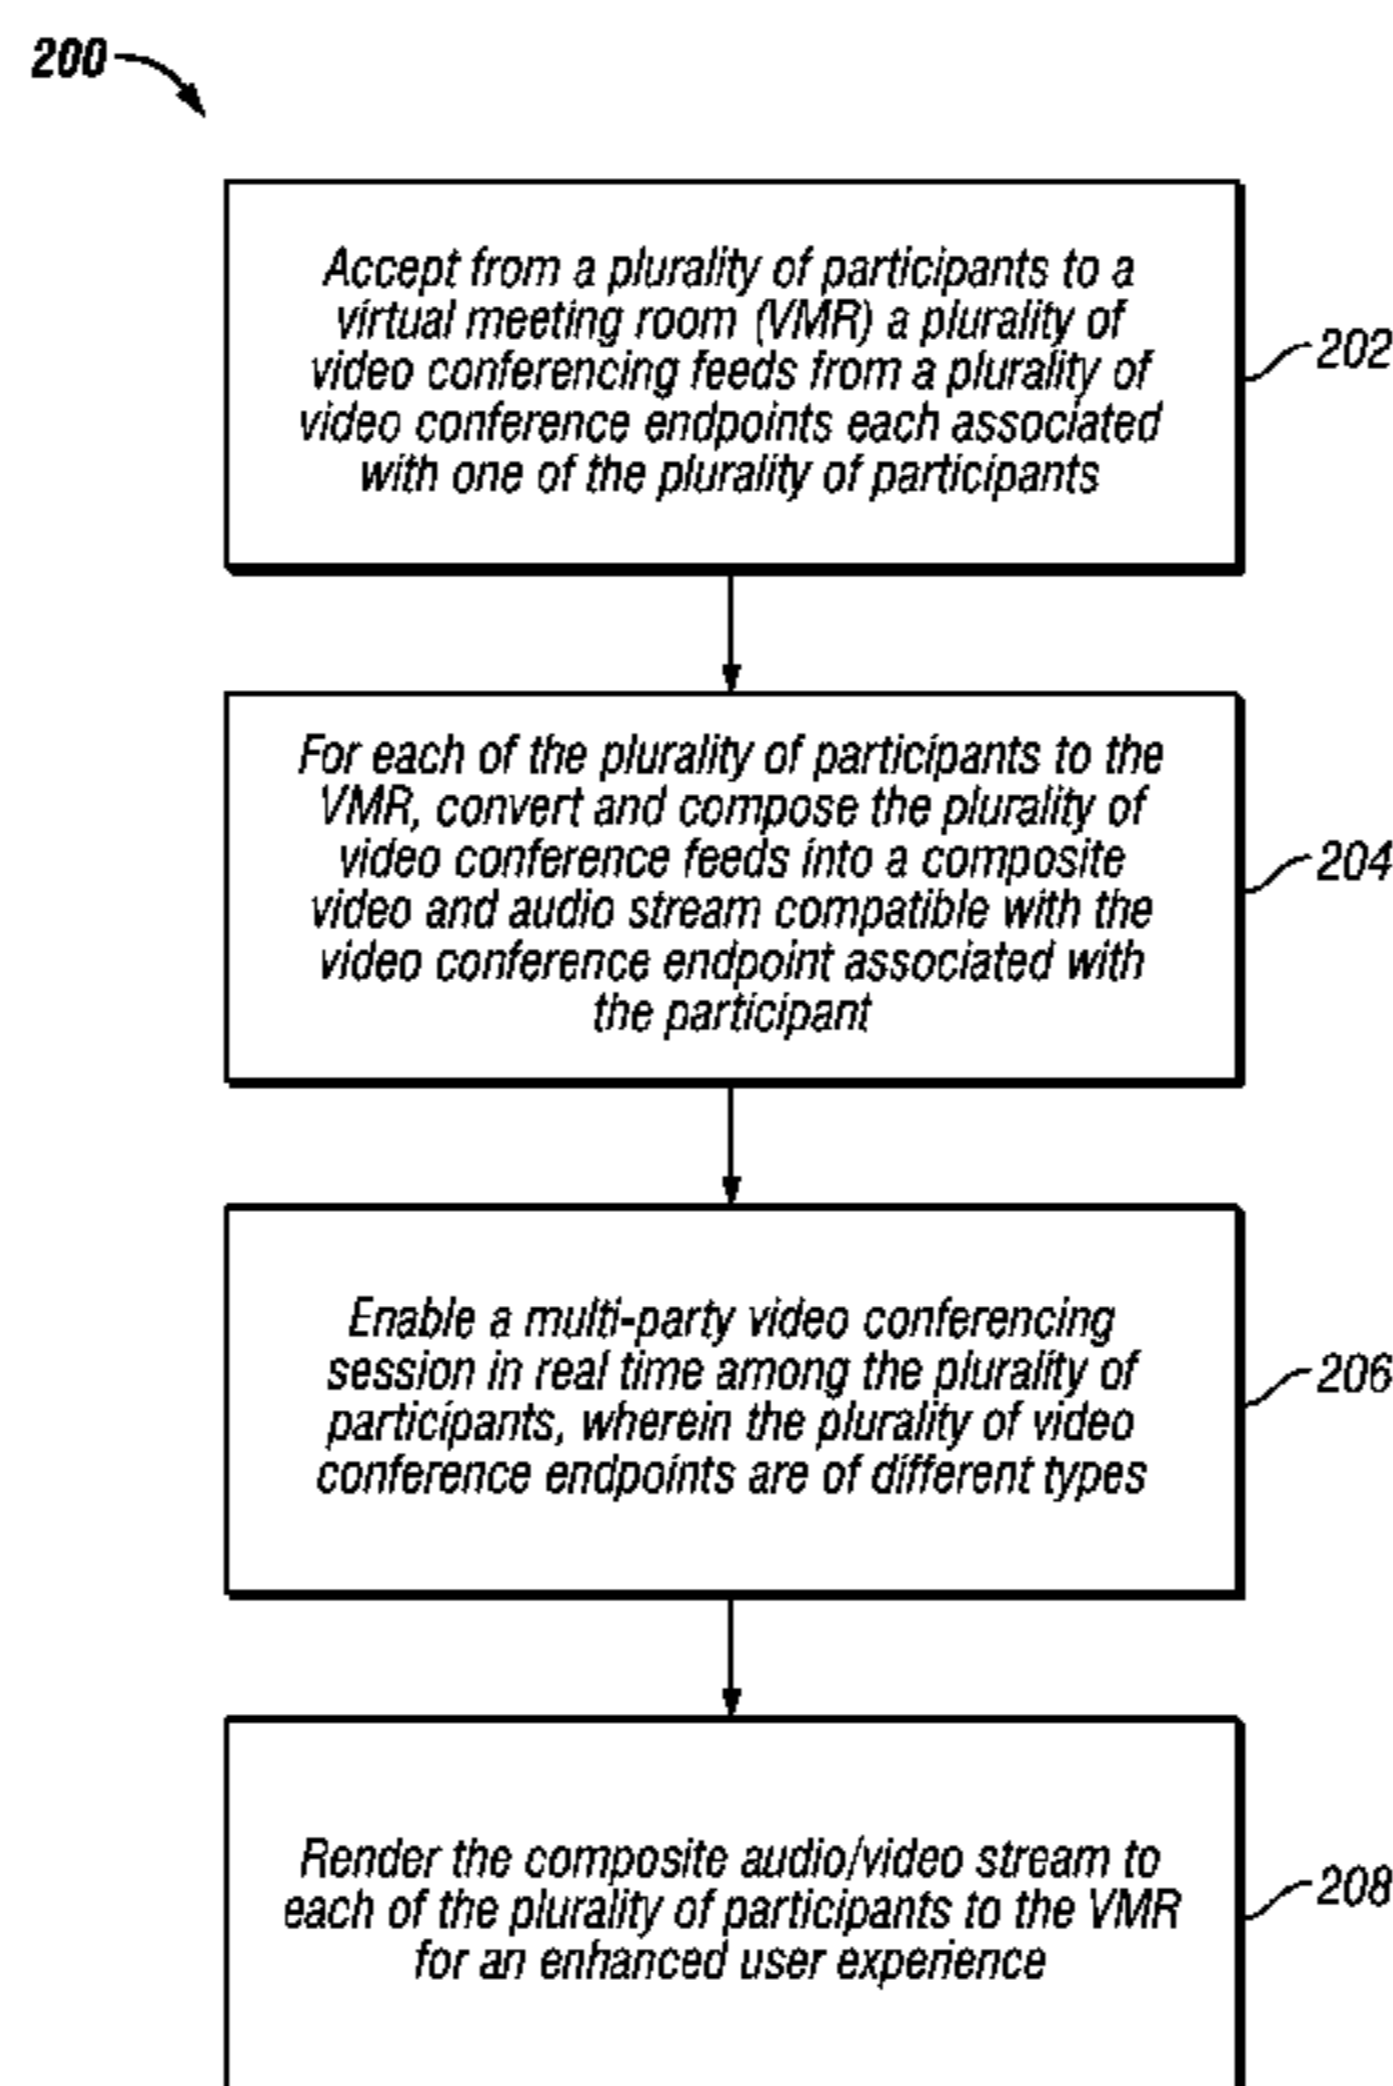 200
Accept from a plurality of participants to a
virtual meeting room (VMR) a plurality of
video conferencing feeds from a plurality of
video conference endpoints each associated
with one of the plurality of participants
202
For each of the plurality of participants to the
VMR, convert and compose the plurality of
video conference feeds into a composite
video and audio stream compatible with the
video conference endpoint associated with
the participant
204
Enable a multi-party video conferencing
session in real time among the plurality of
participants, wherein the plurality of video
conference endpoints are of different types
206
Render the composite audio/video stream to
each of the plurality of participants to the VMR
for an enhanced user experience
208